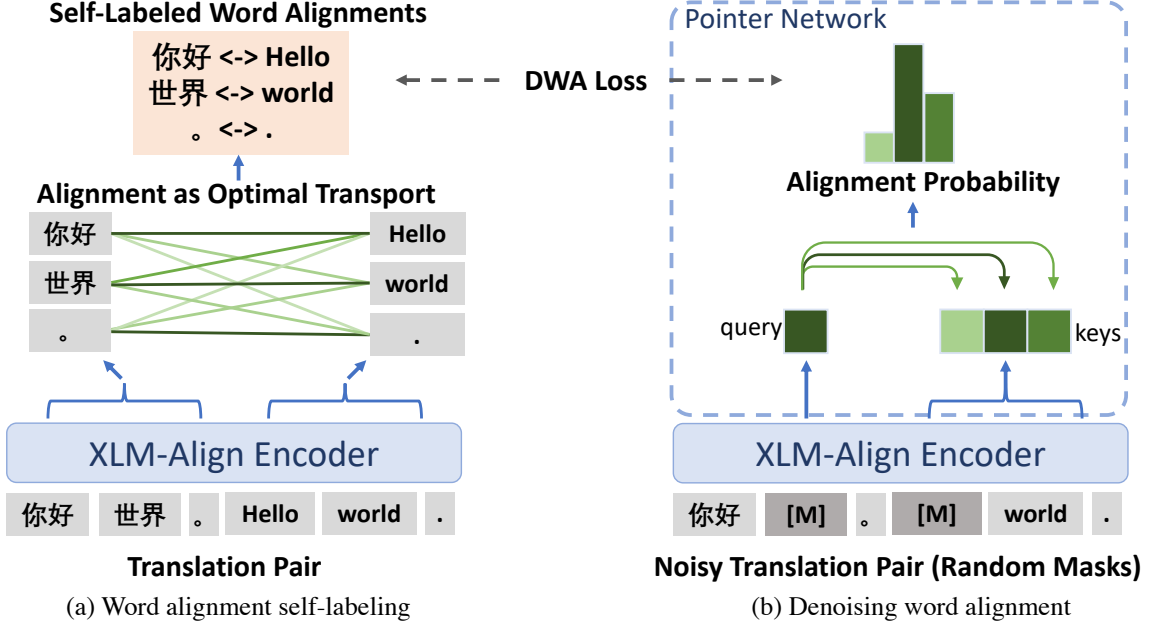 Self-Labeled Word Alignments
你好 <-> Hello
世界 <-> world
。 <-> .
Alignment as Optimal Transport
你好 Hello
世界 world
。 .
XLM-Align Encoder
你好 世界 。 Hello world .
Translation Pair
(a) Word alignment self-labeling
DWA Loss
Pointer Network
Alignment Probability
query keys
XLM-Align Encoder
你好 [M] 。 [M] world .
Noisy Translation Pair (Random Masks)
(b) Denoising word alignment